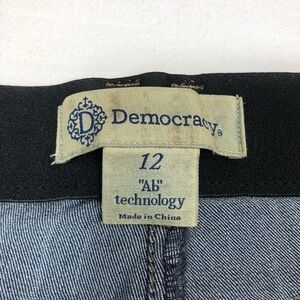 D Democracy®
12
"Ab"
technology
Made in China